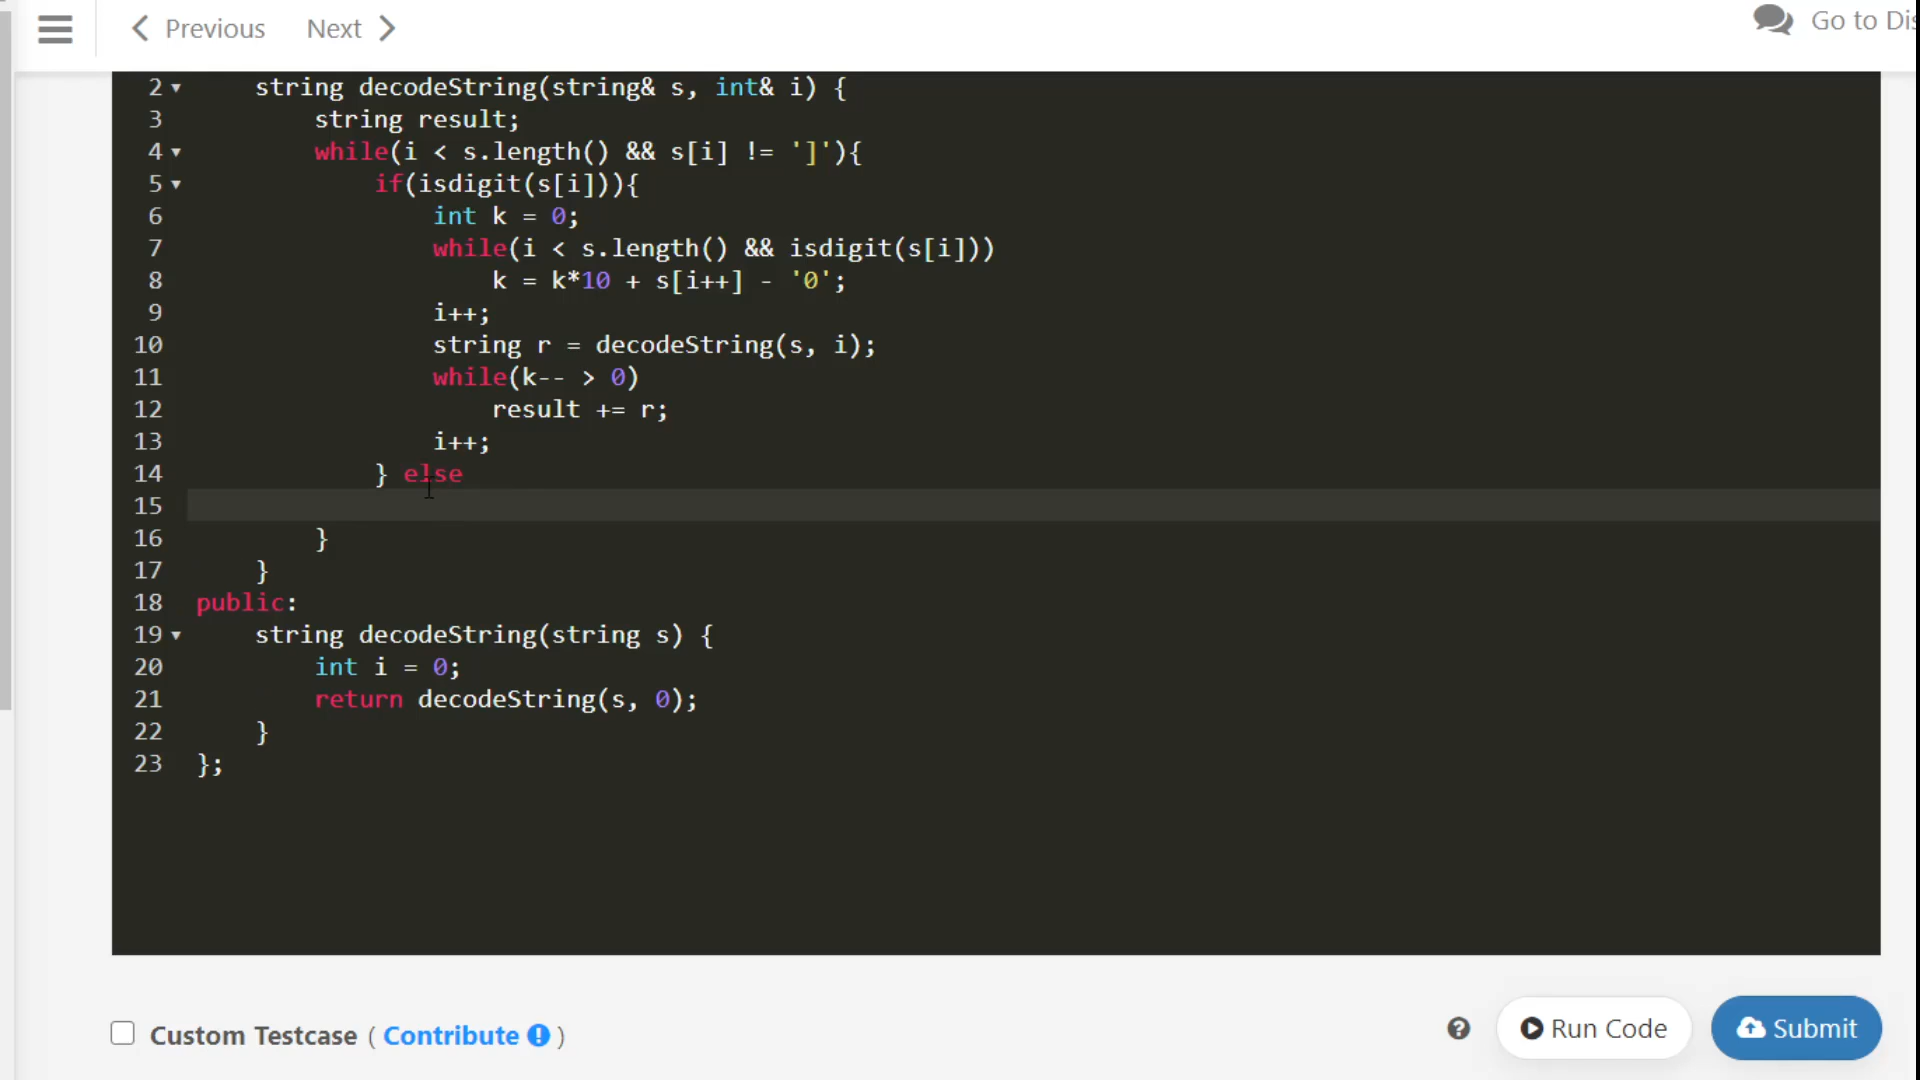 Previous Next Go to Dis
2 string decodeString(string& s, int& i) {
3 string result;
4 while(i < s.length() && s[i] != ']'){
5 if(isdigit(s[i])){
6 int k = 0;
7 while(i < s.length() && isdigit(s[i]))
8 k = k*10 + s[i++] - '0';
9 i++;
10 string r = decodeString(s, i);
11 while(k-- > 0)
12 result += r;
13 i++;
14 } else
15
16 }
17 }
18 public:
19 string decodeString(string s) {
20 int i = 0;
21 return decodeString(s, 0);
22 }
23 };
Custom Testcase ( Contribute ) Run Code Submit